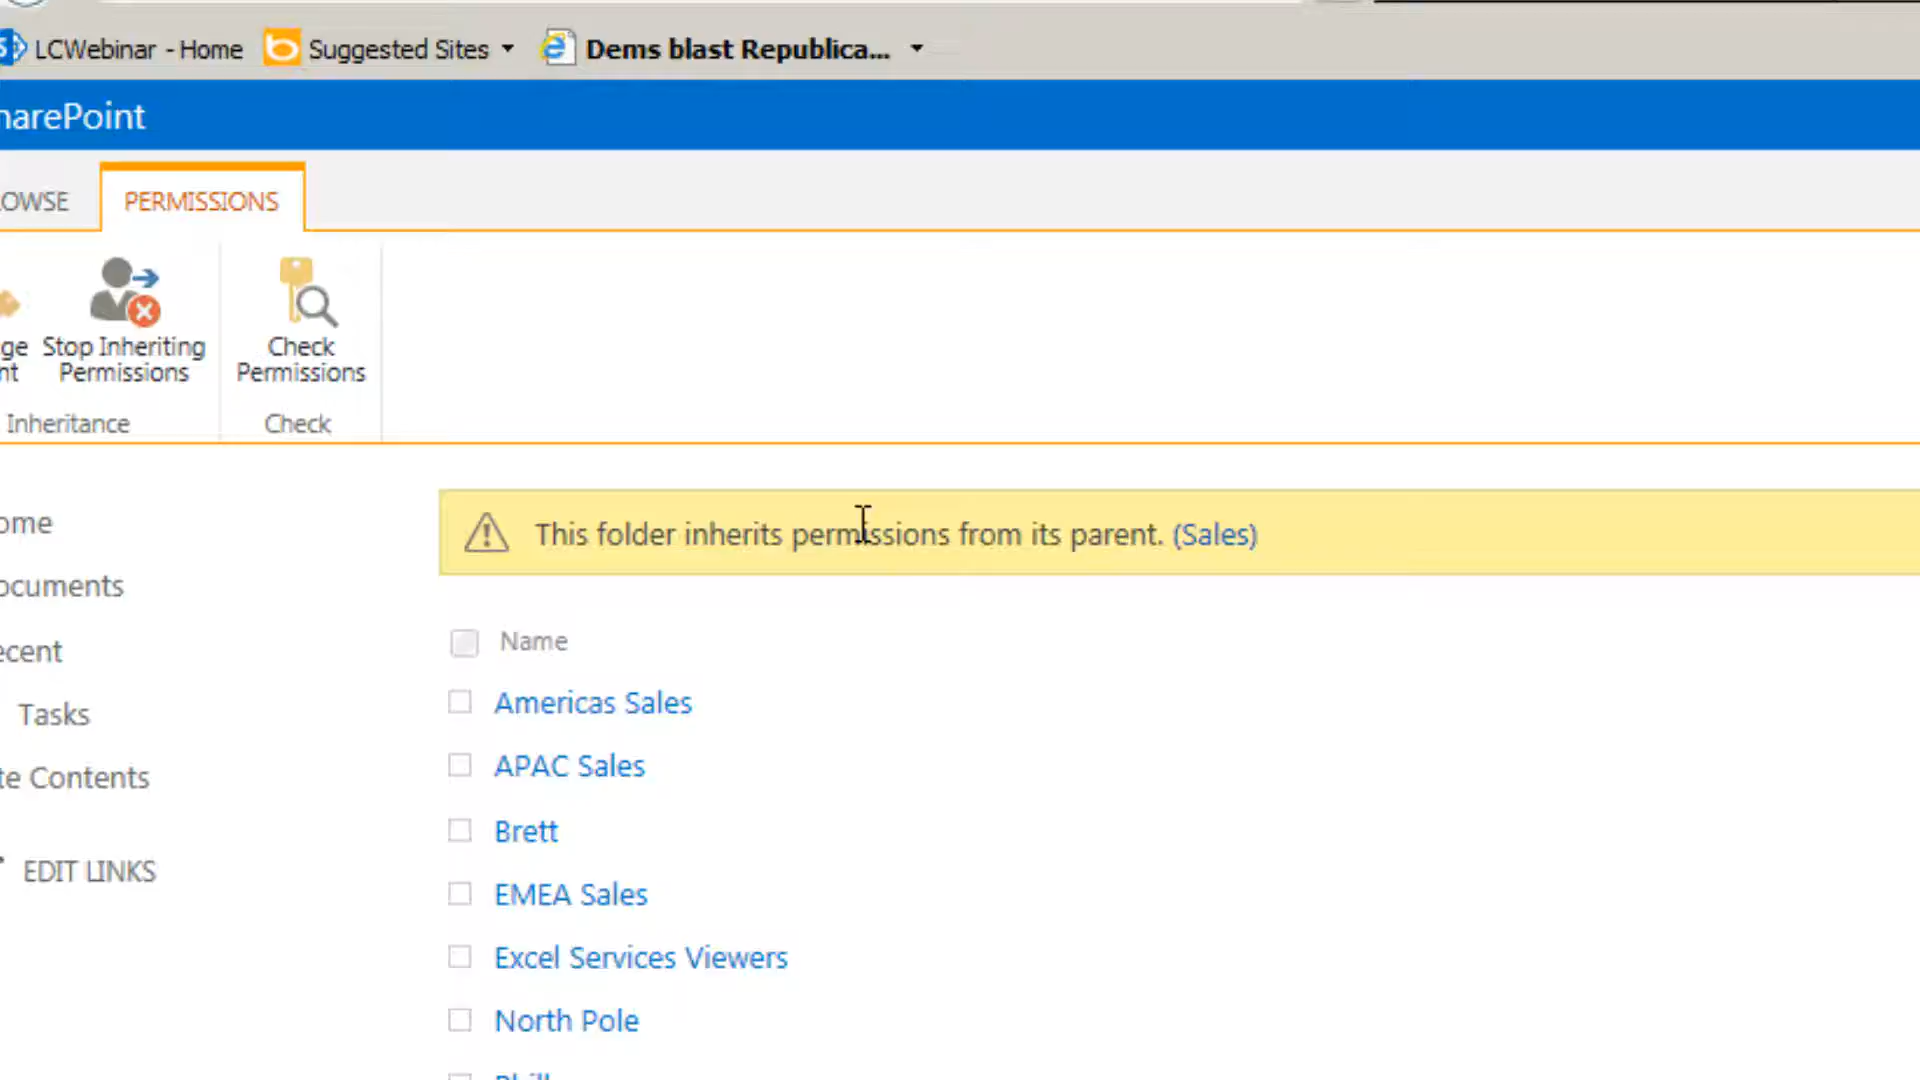 LCWebinar - Home Suggested Sites Dems blast Republica...
harePoint
OWSE PERMISSIONS
ge Stop Inheriting Check
nt Permissions Permissions
Inheritance Check
ome
This folder inherits permissions from its parent. (Sales)
ocuments
ecent
Name
Tasks
Americas Sales
te Contents
APAC Sales
Brett
EDIT LINKS
EMEA Sales
Excel Services Viewers
North Pole